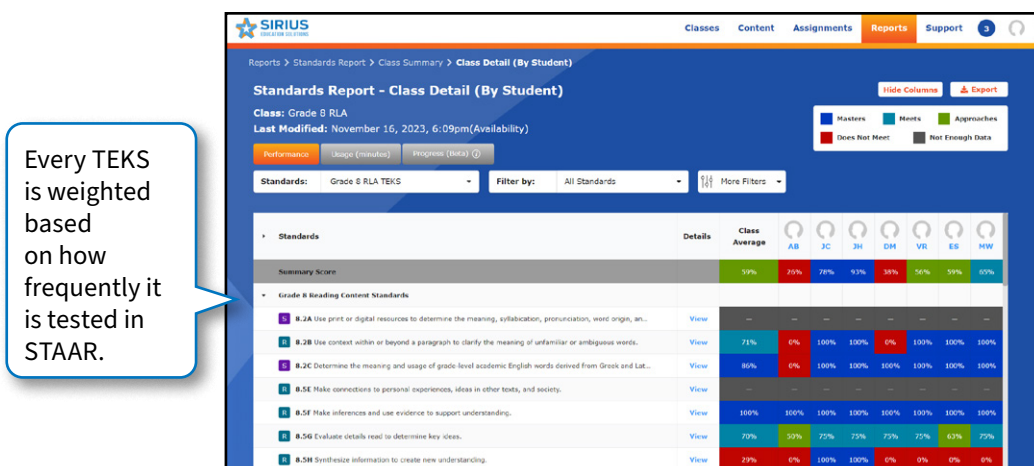 SIRIUS
EDUCATION SOLUTIONS
Classes Content Assignments Reports Support 3
Reports > Standards Report > Class Summary > Class Detail (By Student)
Standards Report - Class Detail (By Student)
Hide Columns Export
Class: Grade 8 RLA
Last Modified: November 16, 2023, 6:09pm(Availability)
Masters Meets Approaches
Does Not Meet Not Enough Data
Performance Usage (minutes) Progress (Beta)
Standards: Grade 8 RLA TEKS Filter by: All Standards More Filters
Every TEKS
is weighted
based
on how
frequently it
is tested in
STAAR.
Standards Details Class Average AB JC JH DM VR ES MW
Summary Score 59% 26% 78% 93% 38% 56% 59% 65%
Grade 8 Reading Content Standards
S 8.2A Use print or digital resources to determine the meaning, syllabication, pronunciation, word origin, an... View – – – – – – – –
R 8.2B Use context within or beyond a paragraph to clarify the meaning of unfamiliar or ambiguous words. View 71% 0% 100% 100% 0% 100% 100% 100%
S 8.2C Determine the meaning and usage of grade-level academic English words derived from Greek and Lat... View 86% 0% 100% 100% 100% 100% 100% 100%
R 8.5E Make connections to personal experiences, ideas in other texts, and society. View – – – – – – – –
R 8.5F Make inferences and use evidence to support understanding. View 100% 100% 100% 100% 100% 100% 100% 100%
R 8.5G Evaluate details read to determine key ideas. View 70% 50% 75% 75% 75% 75% 63% 75%
R 8.5H Synthesize information to create new understanding. View 29% 0% 100% 100% 0% 0% 0% 0%